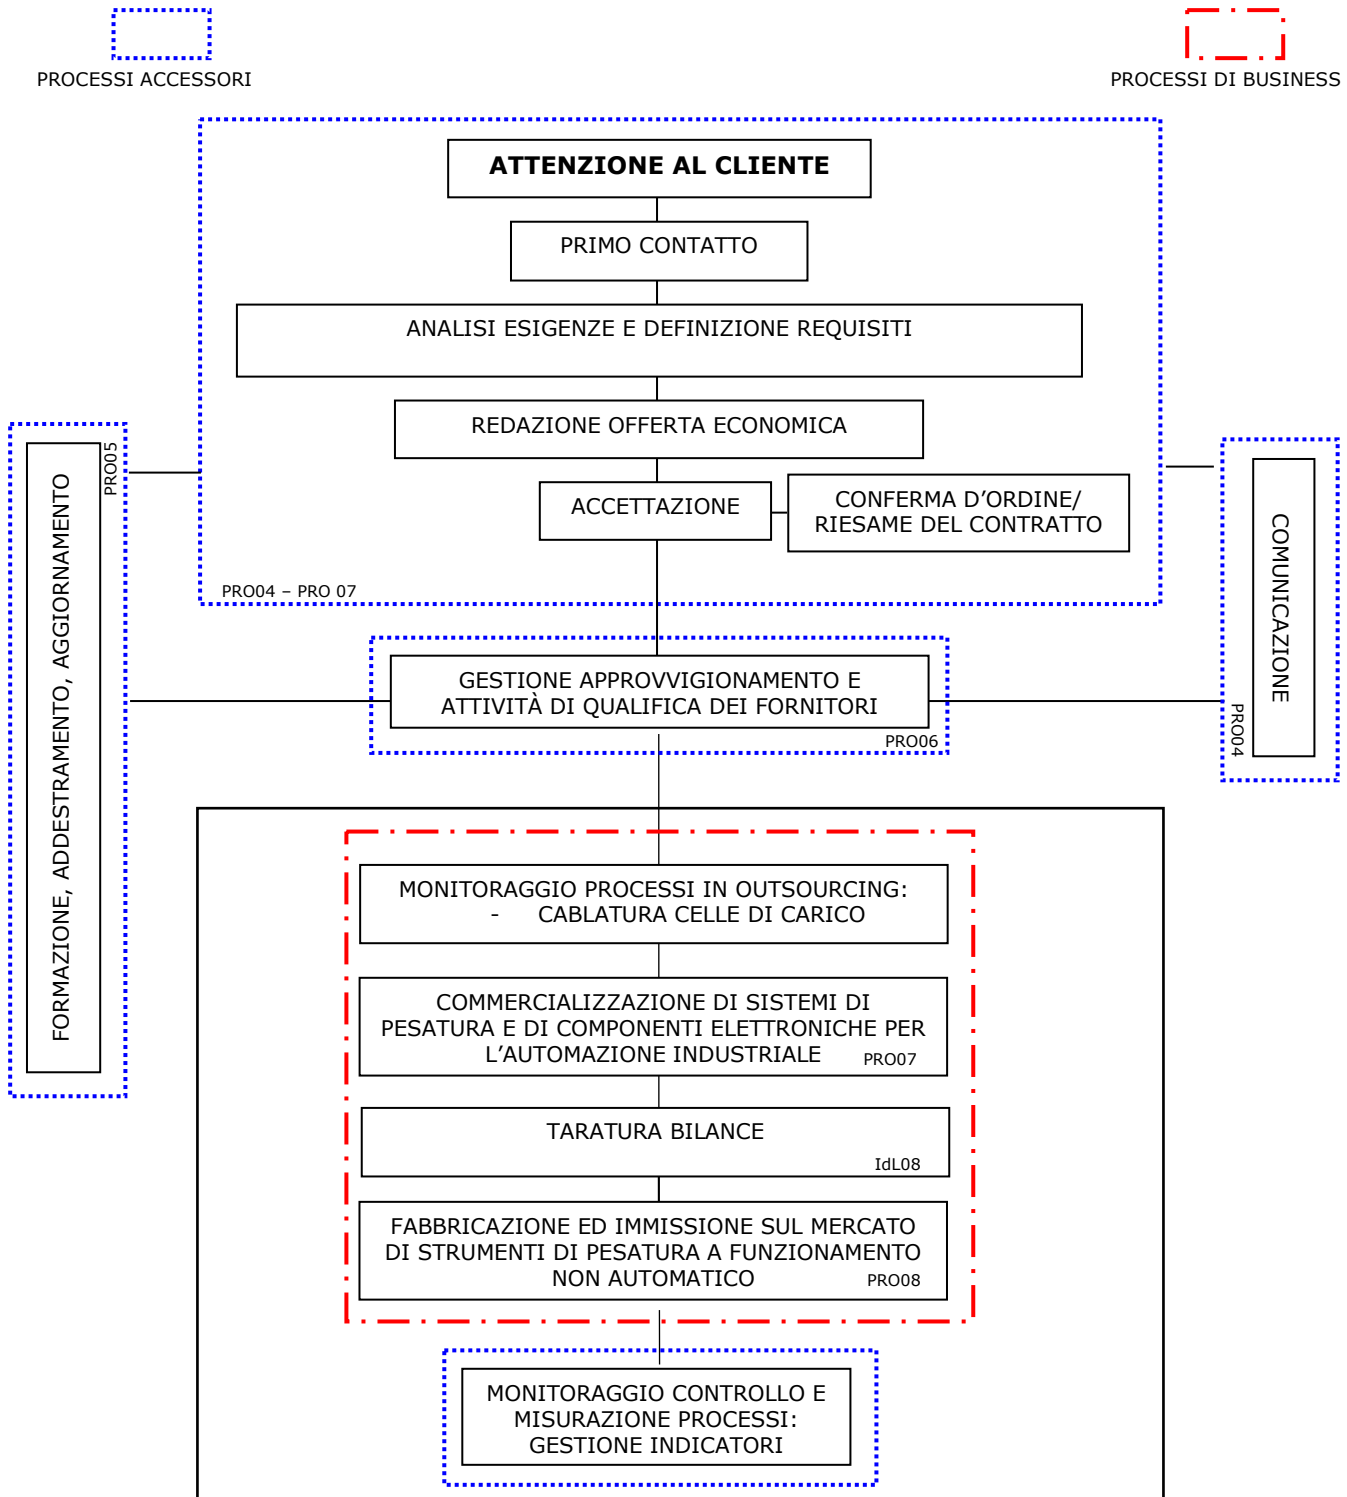 PROCESSI ACCESSORI
PROCESSI DI BUSINESS
ATTENZIONE AL CLIENTE
PRIMO CONTATTO
ANALISI ESIGENZE E DEFINIZIONE REQUISITI
REDAZIONE OFFERTA ECONOMICA
ACCETTAZIONE
CONFERMA D’ORDINE/
RIESAME DEL CONTRATTO
PRO04 – PRO 07
FORMAZIONE, ADDESTRAMENTO, AGGIORNAMENTO
PRO05
COMUNICAZIONE
PRO04
GESTIONE APPROVVIGIONAMENTO E
ATTIVITÀ DI QUALIFICA DEI FORNITORI
PRO06
MONITORAGGIO PROCESSI IN OUTSOURCING:
- CABLATURA CELLE DI CARICO
COMMERCIALIZZAZIONE DI SISTEMI DI
PESATURA E DI COMPONENTI ELETTRONICHE PER
L’AUTOMAZIONE INDUSTRIALE PRO07
TARATURA BILANCE
IdL08
FABBRICAZIONE ED IMMISSIONE SUL MERCATO
DI STRUMENTI DI PESATURA A FUNZIONAMENTO
NON AUTOMATICO PRO08
MONITORAGGIO CONTROLLO E
MISURAZIONE PROCESSI:
GESTIONE INDICATORI